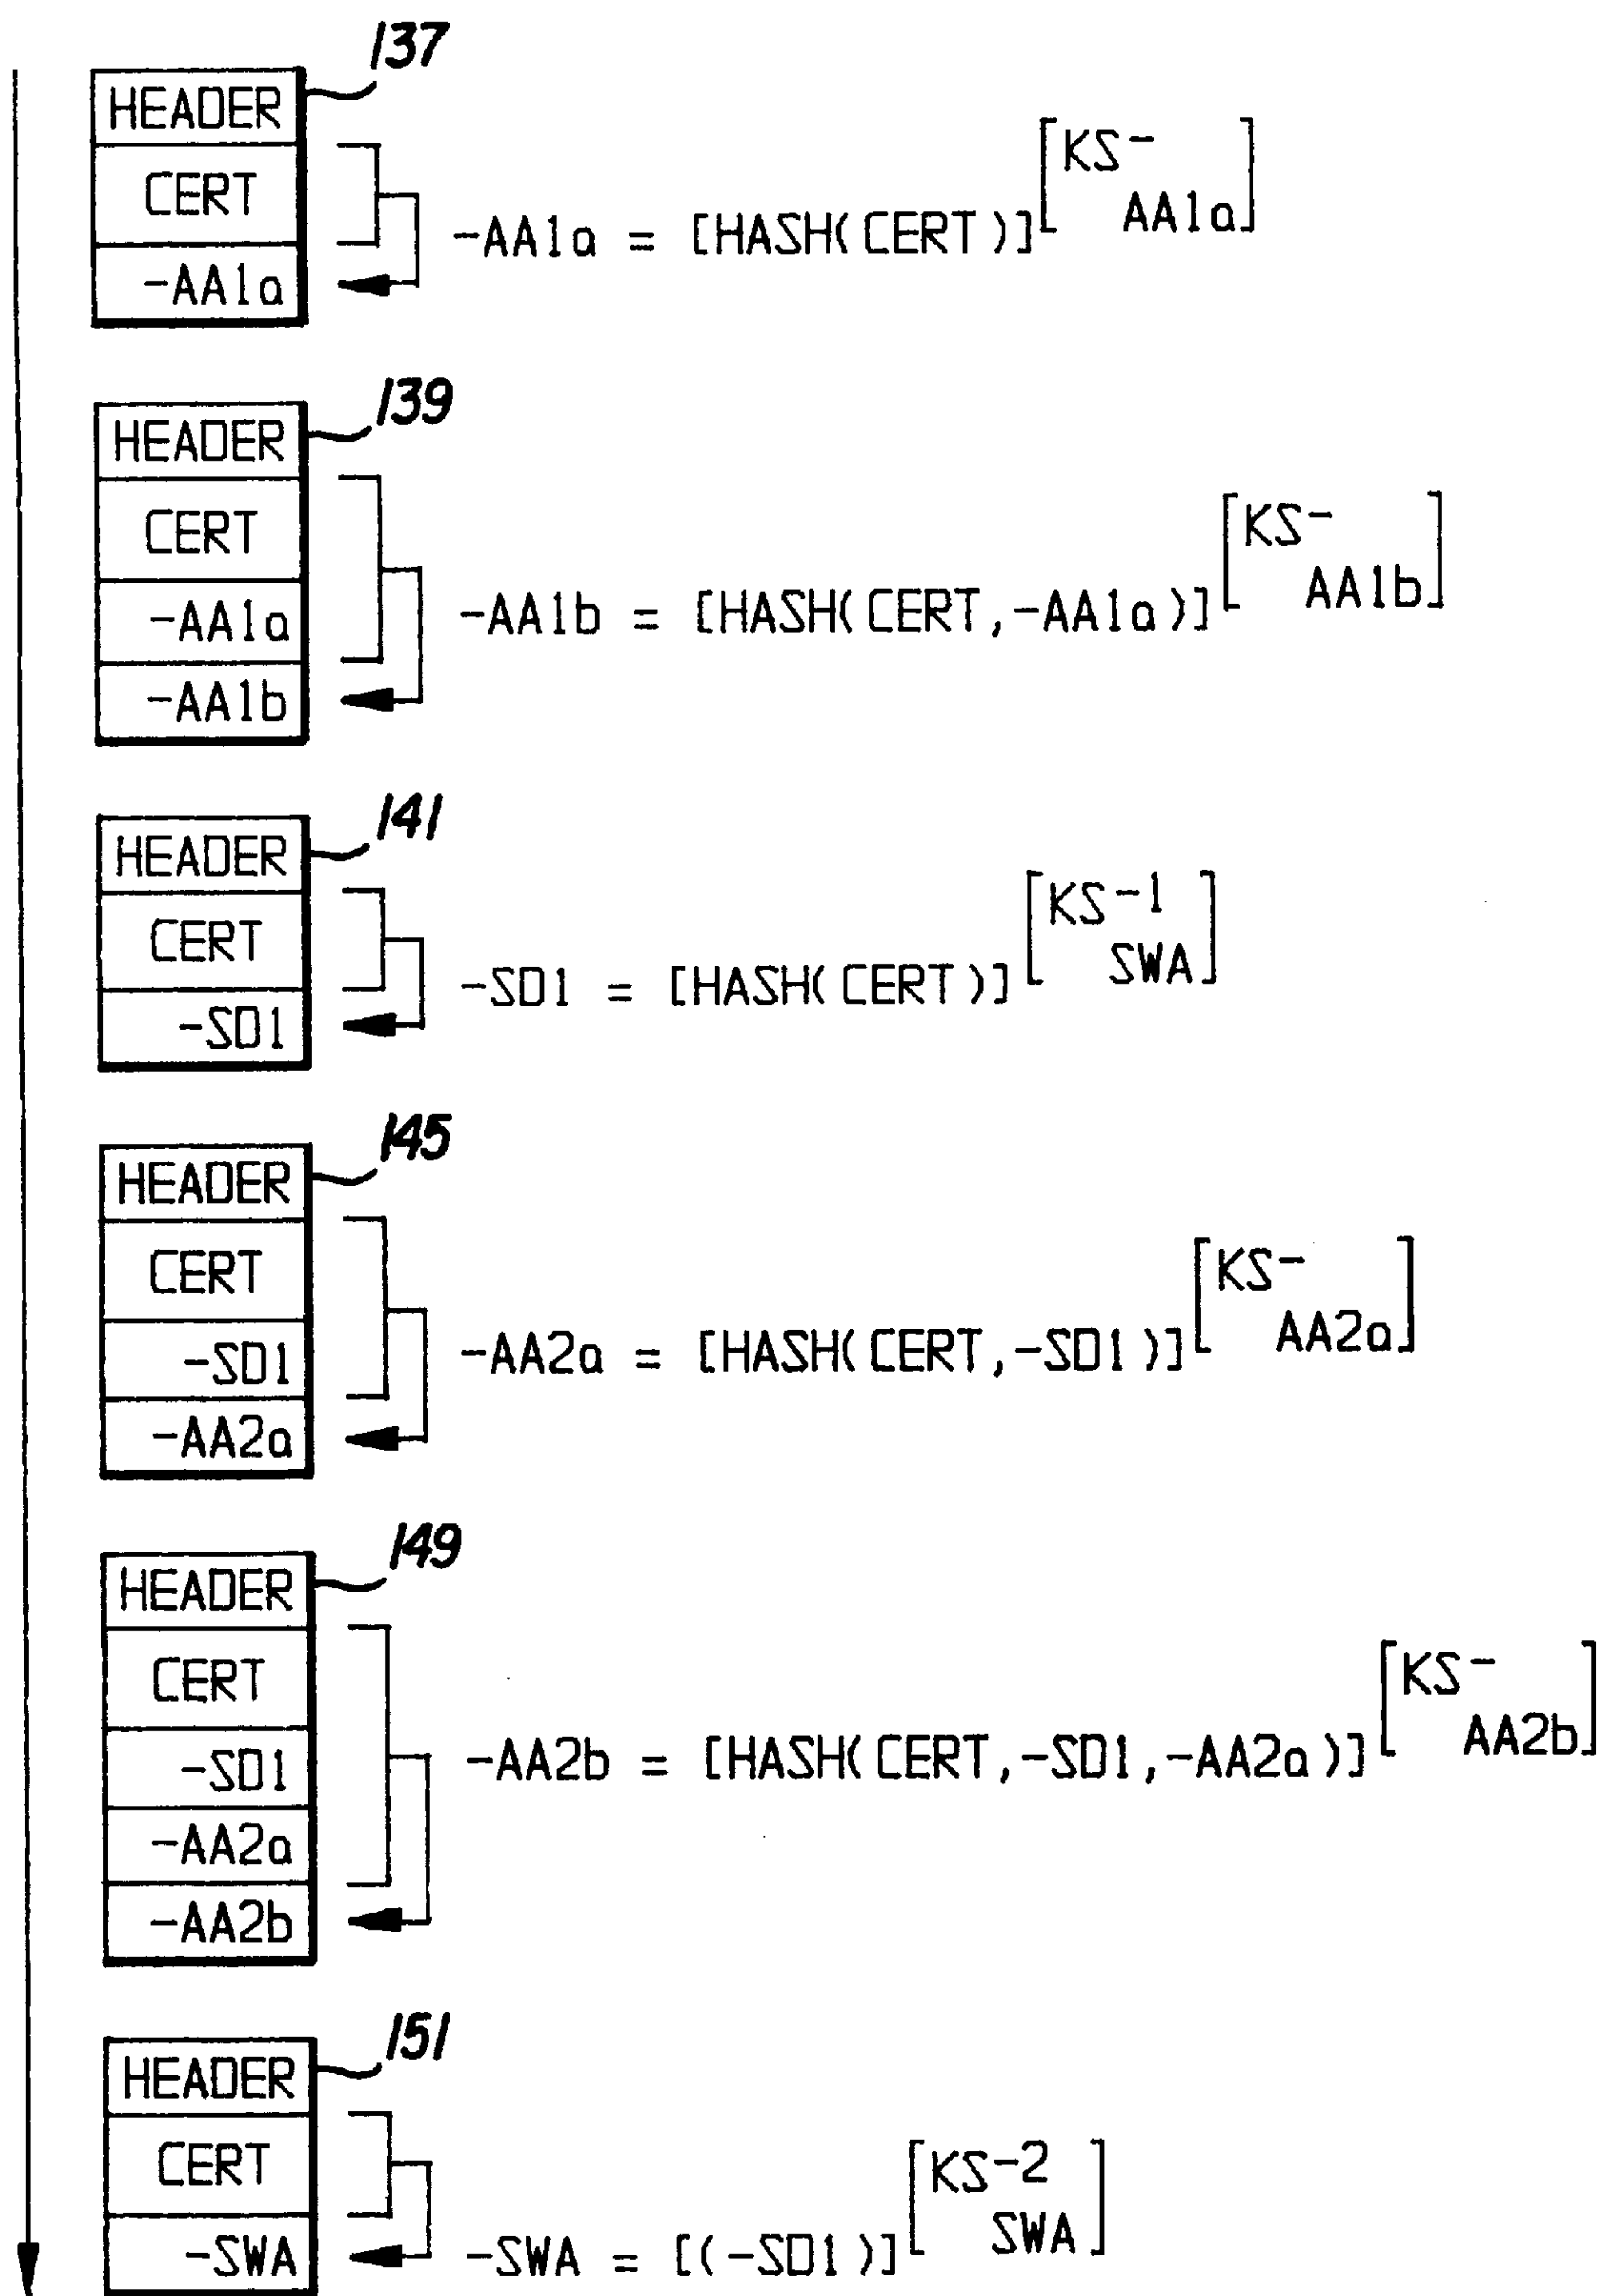 137
HEADER
CERT
-AA1a
-AA1a = [HASH(CERT)] [KS- AA1a]
139
HEADER
CERT
-AA1a
-AA1b
-AA1b = [HASH(CERT,-AA1a)] [KS- AA1b]
141
HEADER
CERT
-SD1
-SD1 = [HASH(CERT)] [KS-1 SWA]
145
HEADER
CERT
-SD1
-AA2a
-AA2a = [HASH(CERT,-SD1)] [KS- AA2a]
149
HEADER
CERT
-SD1
-AA2a
-AA2b
-AA2b = [HASH(CERT,-SD1,-AA2a)] [KS- AA2b]
151
HEADER
CERT
-SWA
-SWA = [(-SD1)] [KS-2 SWA]